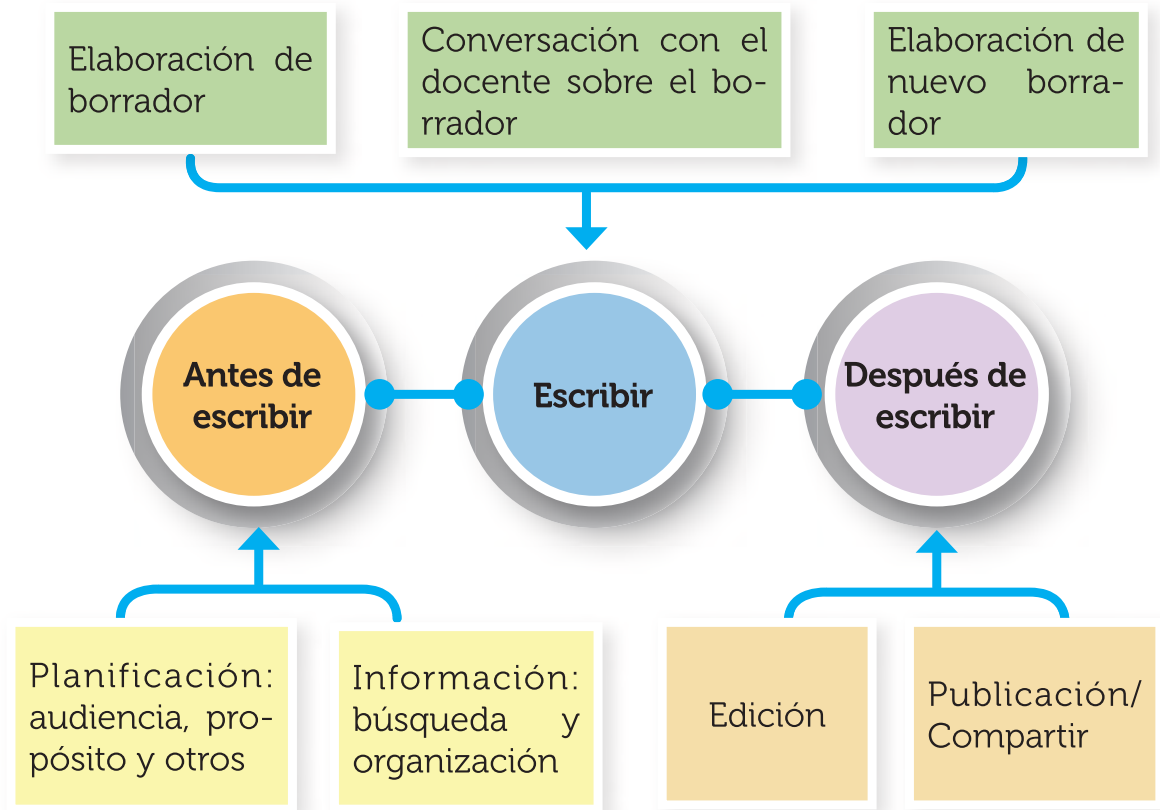 Elaboración de
borrador
Conversación con el
docente sobre el bo-
rrador
Elaboración de
nuevo borra-
dor
Antes de
escribir
Escribir
Después de
escribir
Planificación:
audiencia, pro-
pósito y otros
Información:
búsqueda y
organización
Edición
Publicación/
Compartir